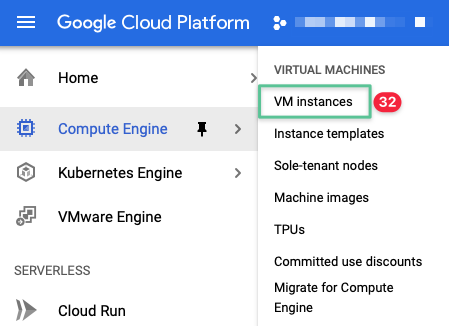 Google Cloud Platform
Home
Compute Engine
Kubernetes Engine
VMware Engine
SERVERLESS
Cloud Run
VIRTUAL MACHINES
VM instances 32
Instance templates
Sole-tenant nodes
Machine images
TPUs
Committed use discounts
Migrate for Compute
Engine